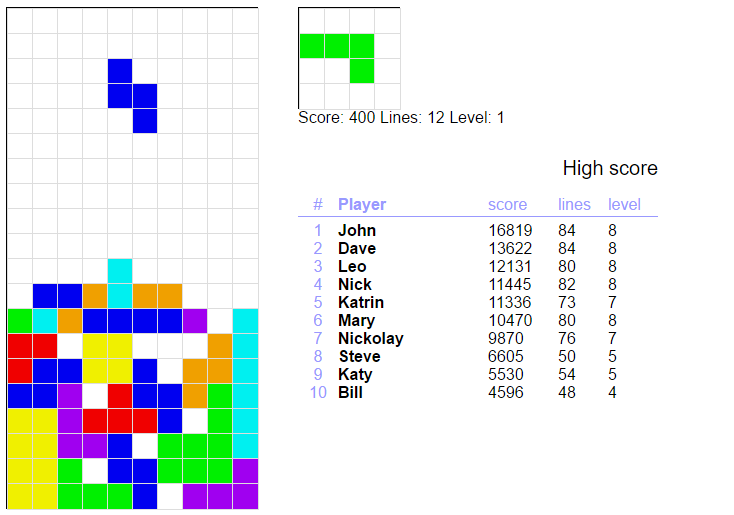 Score: 400 Lines: 12 Level: 1
High score
# Player score lines level
1 John 16819 84 8
2 Dave 13622 84 8
3 Leo 12131 80 8
4 Nick 11445 82 8
5 Katrin 11336 73 7
6 Mary 10470 80 8
7 Nickolay 9870 76 7
8 Steve 6605 50 5
9 Katy 5530 54 5
10 Bill 4596 48 4